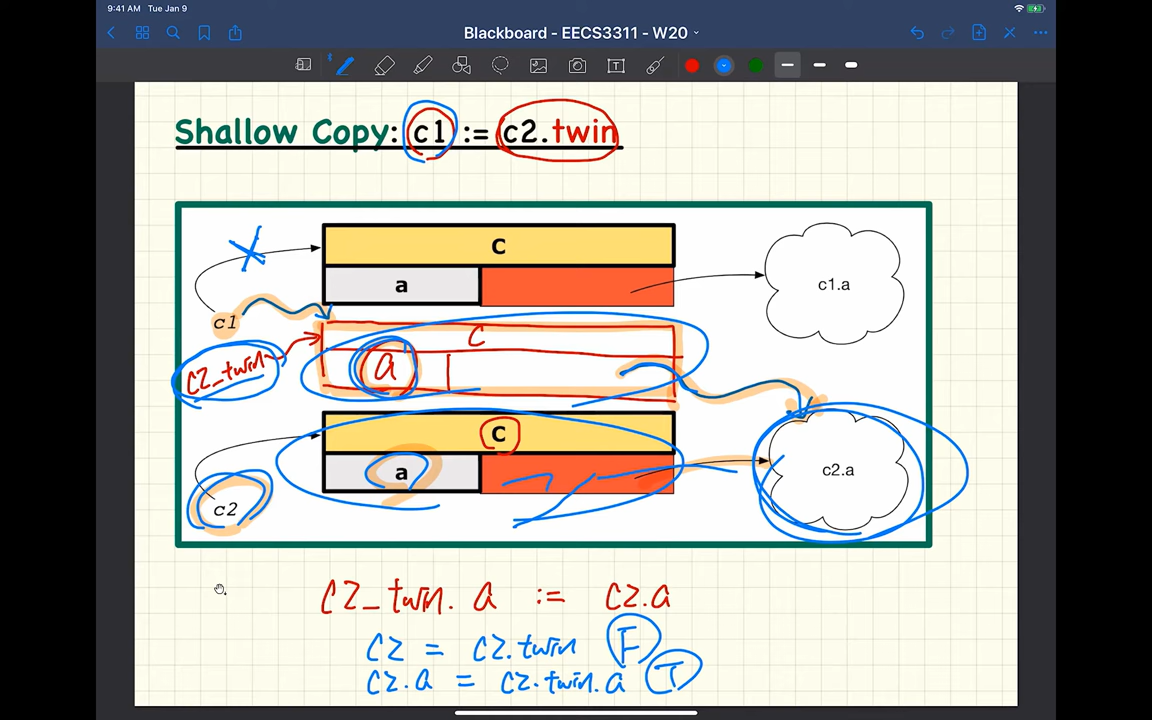 9:41 AM Tue Jan 9
Blackboard - EECS3311 - W20
Shallow Copy: c1 := c2.twin
C
a
c1.a
c1
C
c2_twin
a
C
a
c2.a
c2
c2_twin. a := c2.a
c2 = c2.twin F
c2.a = c2.twin.a T